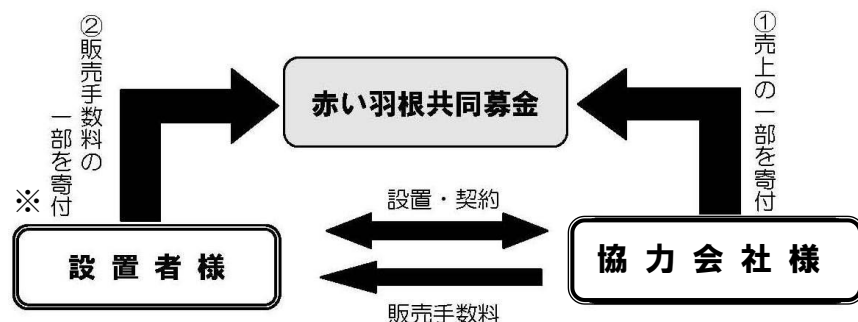 ②販売手数料の
一部を寄付
※
赤い羽根共同募金
①売上の一部を寄付
設置・契約
設置者様
協力会社様
販売手数料